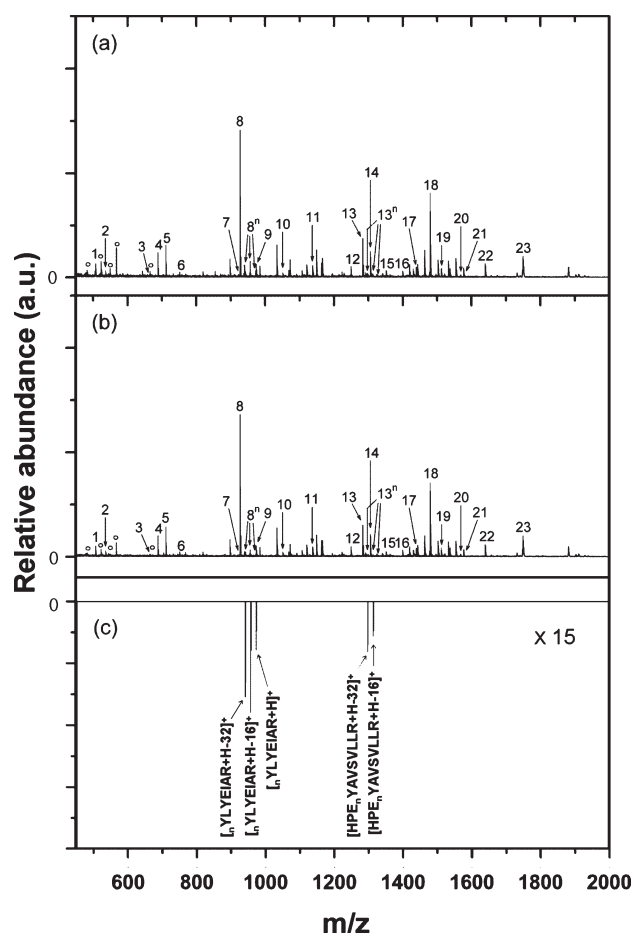 Relative abundance (a.u.)
(a)
8
14
18
7
8ⁿ
9
10
11
13
13ⁿ
17
20
21
19
2
1
3
4
5
6
12
15
16
22
23
o
o
o
o
o
0
(b)
8
14
18
7
8ⁿ
9
10
11
13
13ⁿ
17
20
21
19
2
1
3
4
5
6
12
15
16
22
23
o
o
o
o
o
0
0
(c)
x 15
[ₙYLYEIAR+H-32]⁺
[ₙYLYEIAR+H-16]⁺
[ₙYLYEIAR+H]⁺
[HPEₙYAVSVLLR+H-32]⁺
[HPEₙYAVSVLLR+H-16]⁺
600 800 1000 1200 1400 1600 1800 2000
m/z